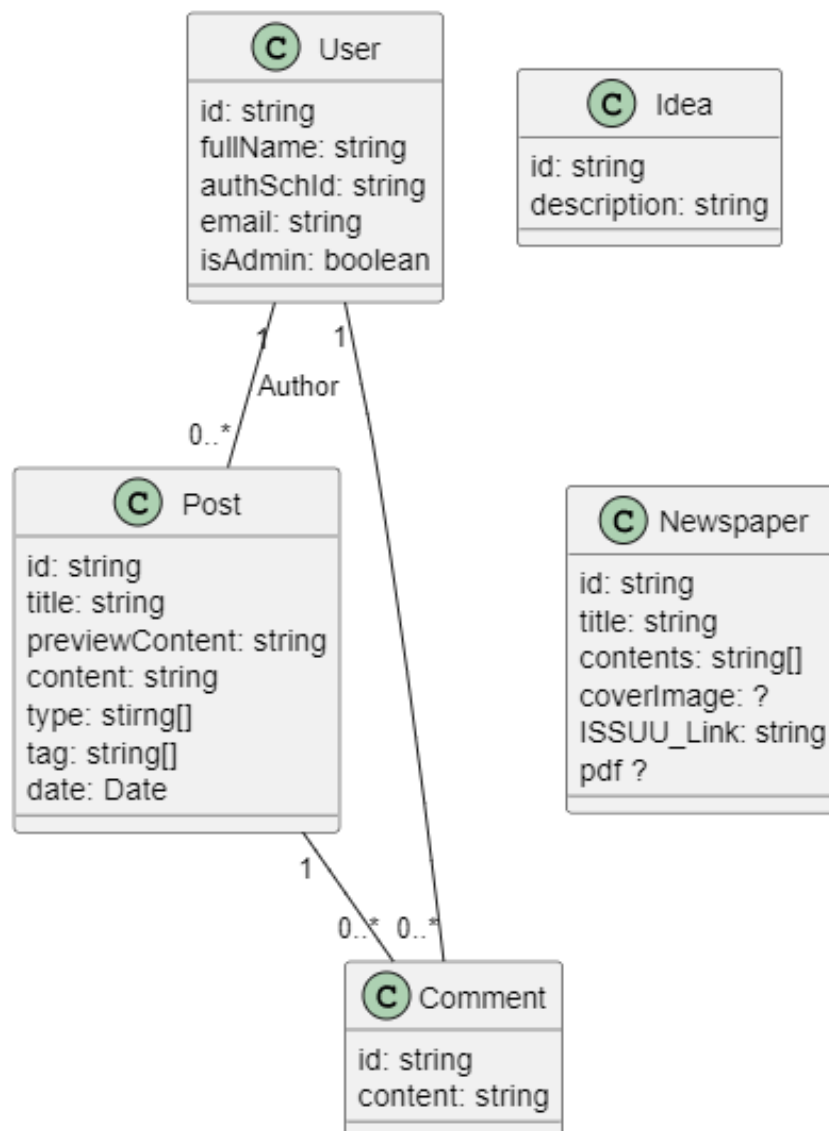 C User
id: string
fullName: string
authSchId: string
email: string
isAdmin: boolean
C Idea
id: string
description: string
1
1
Author
0..*
C Post
id: string
title: string
previewContent: string
content: string
type: stirng[]
tag: string[]
date: Date
C Newspaper
id: string
title: string
contents: string[]
coverImage: ?
ISSUU_Link: string
pdf ?
1
0..*
0..*
C Comment
id: string
content: string